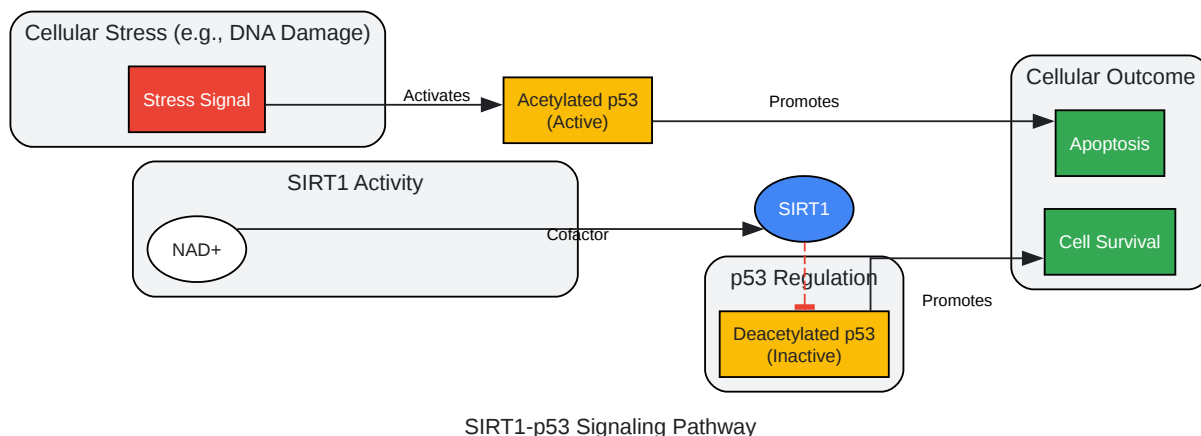 Cellular Stress (e.g., DNA Damage)
Stress Signal
Activates
Acetylated p53
(Active)
Promotes
Cellular Outcome
Apoptosis
SIRT1 Activity
NAD+
Cofactor
SIRT1
Cell Survival
p53 Regulation
Promotes
Deacetylated p53
(Inactive)
SIRT1-p53 Signaling Pathway